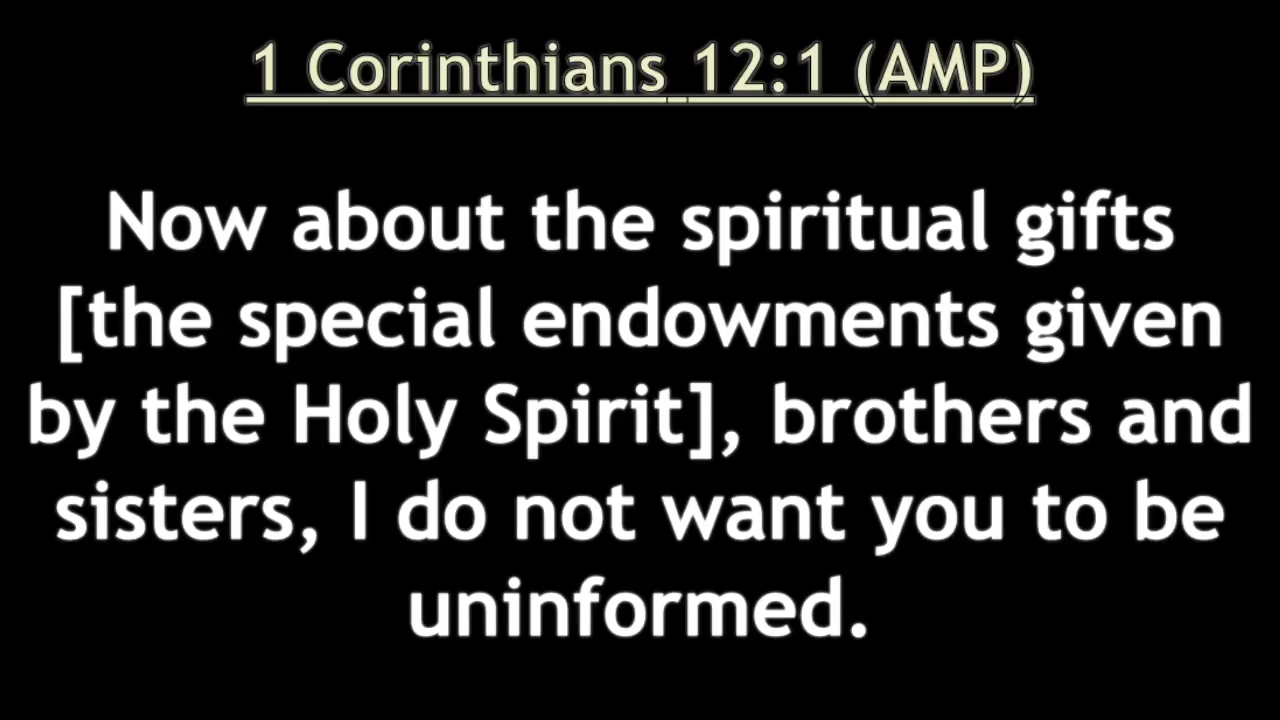 1 Corinthians 12:1 (AMP)
Now about the spiritual gifts
[the special endowments given
by the Holy Spirit], brothers and
sisters, I do not want you to be
uninformed.